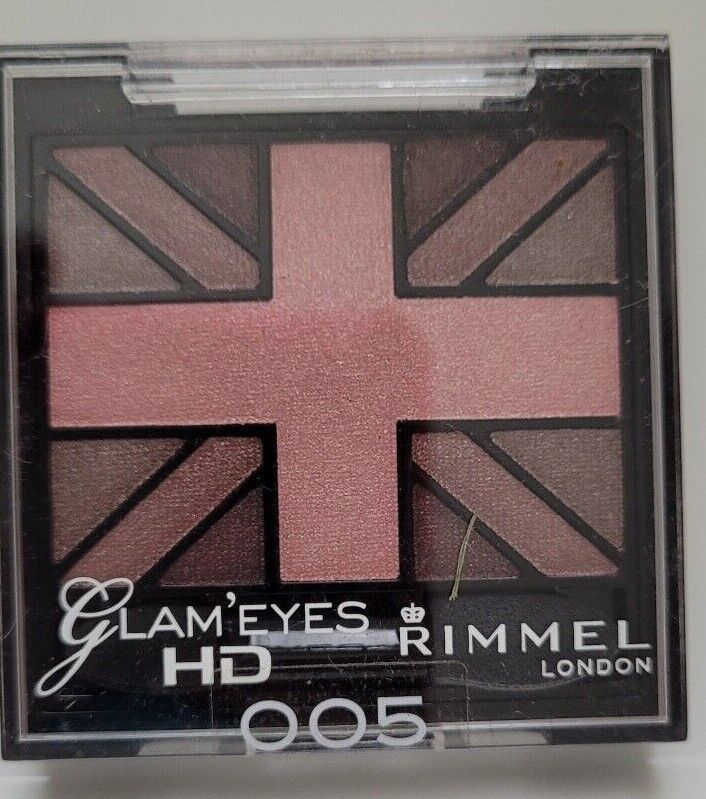 GLAM'EYES
HD
RIMMEL
LONDON
005